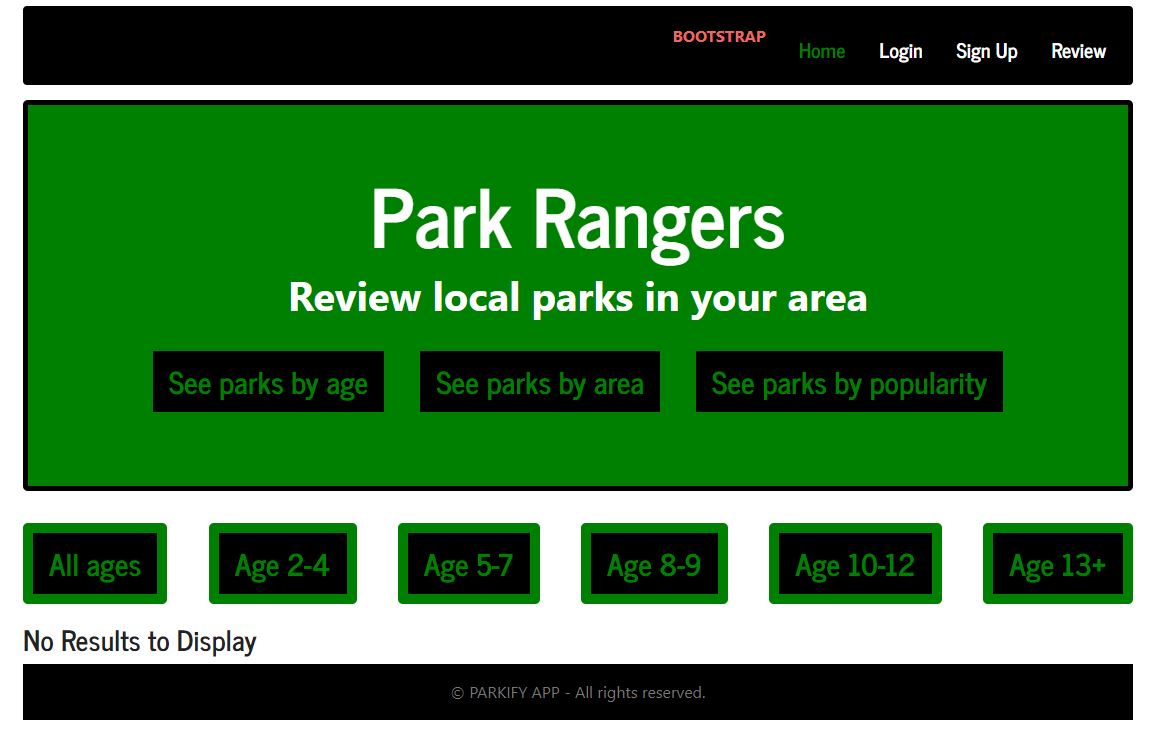 BOOTSTRAP
Home Login Sign Up Review
Park Rangers
Review local parks in your area
See parks by age See parks by area See parks by popularity
All ages Age 2-4 Age 5-7 Age 8-9 Age 10-12 Age 13+
No Results to Display
© PARKIFY APP - All rights reserved.